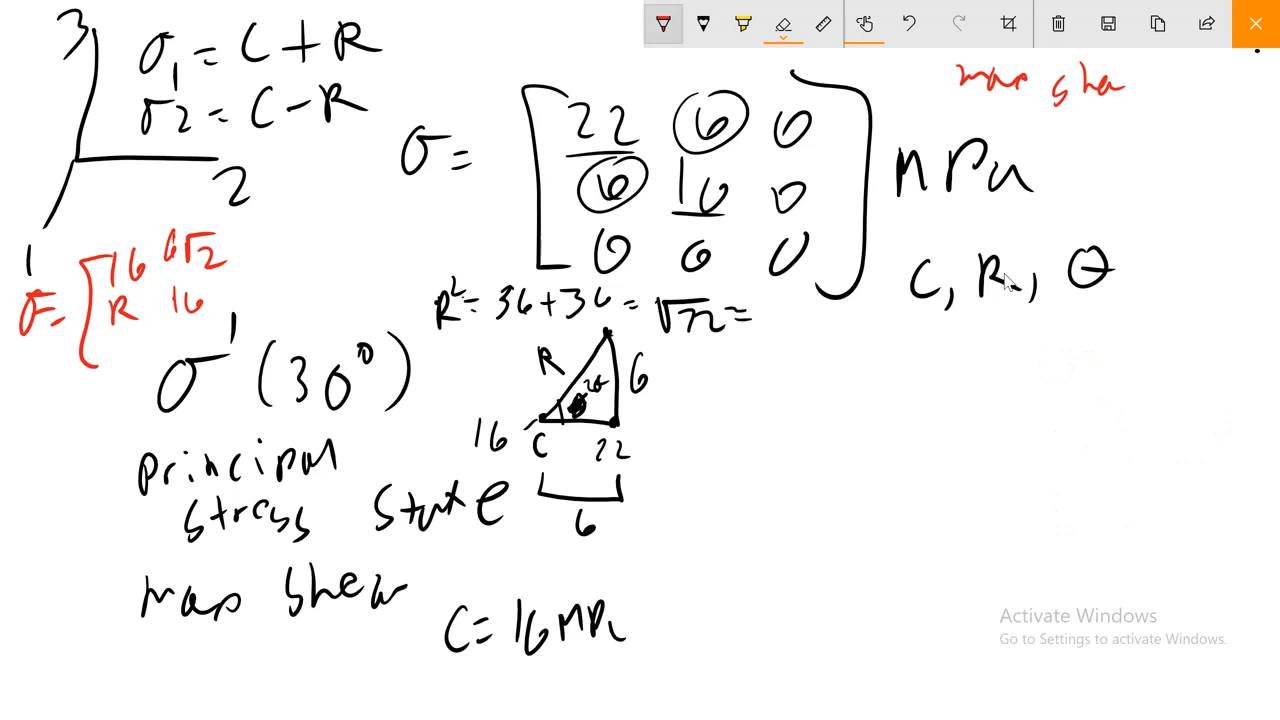 3
σ1 = C + R
σ2 = C - R
2
1
σ = [ 22 6 0
6 10 0
0 0 0 ] MPa
max shea
C, R, θ
σ = [ 16 6√2
R 16
R² = 36 + 36 = √72 =
σ' (30°)
R 2θ 6
16 C 22
6
Principal
stress state
max shear
C = 16 MPa
Activate Windows
Go to Settings to activate Windows.